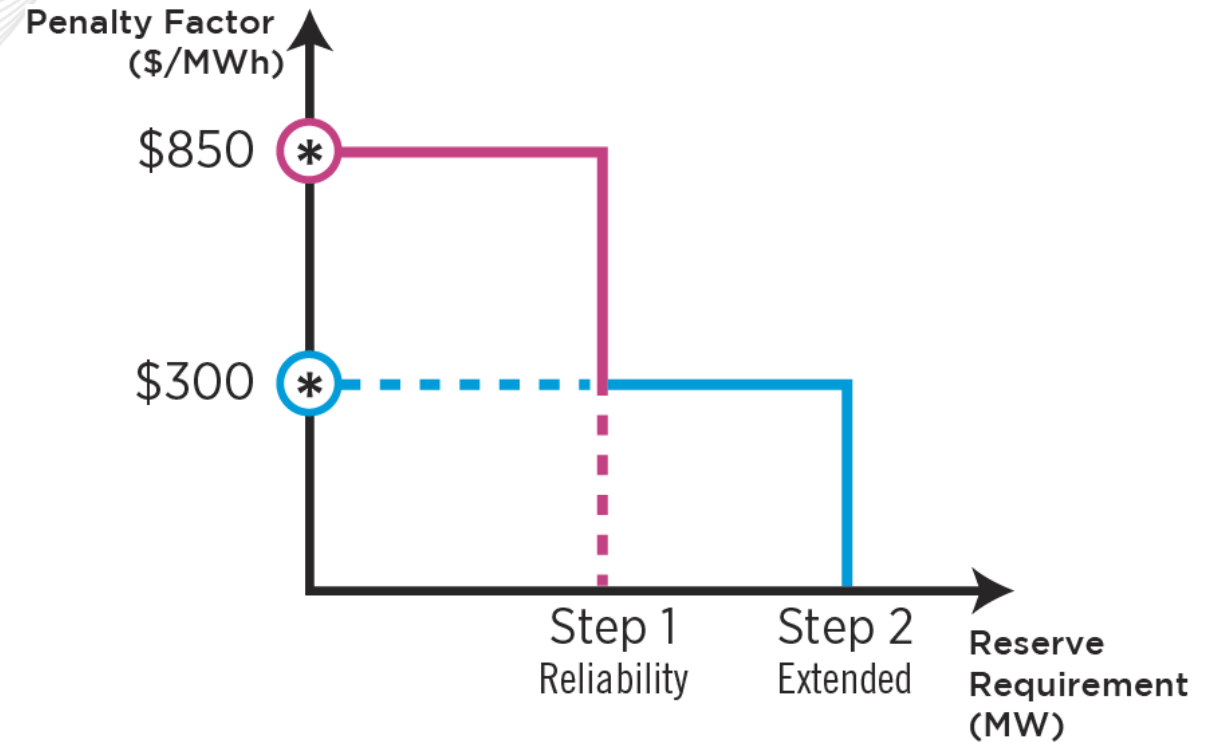 Penalty Factor
($/MWh)
$850
*
$300
*
Step 1
Reliability
Step 2
Extended
Reserve
Requirement
(MW)